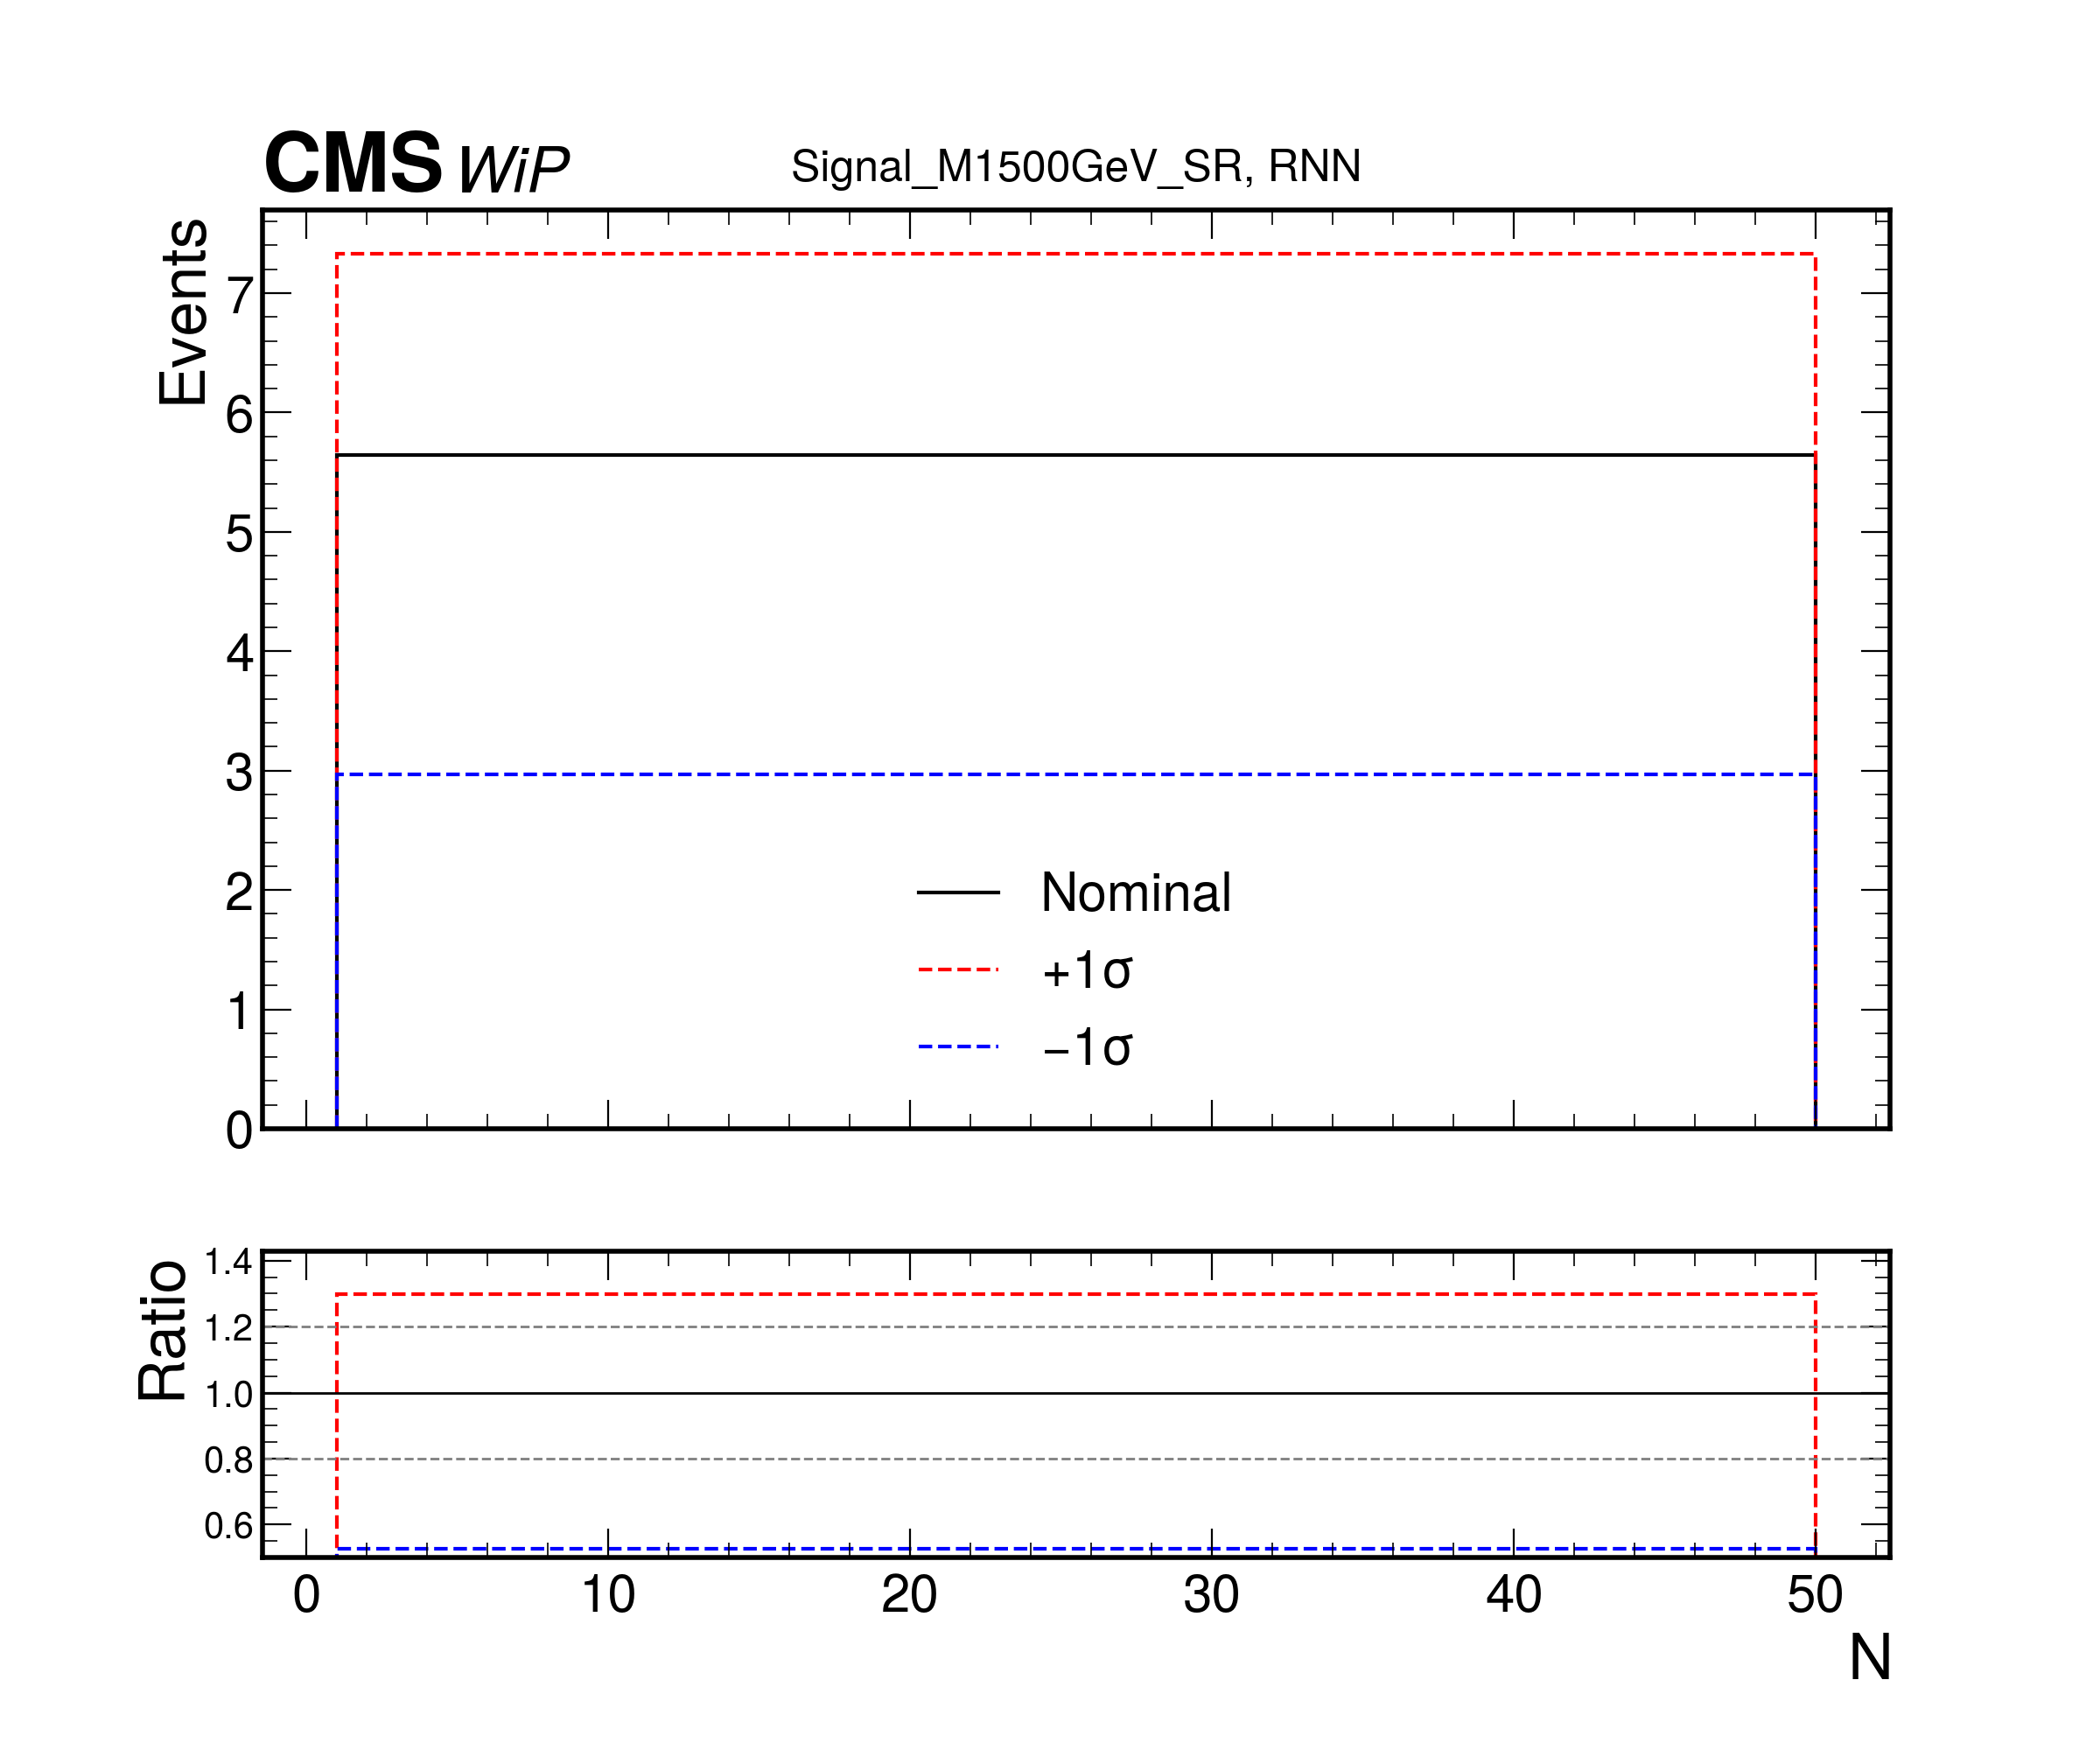 CMS WiP
Signal_M1500GeV_SR, RNN
Events
7
6
5
4
3
2
1
0
Nominal
+1σ
−1σ
Ratio
1.4
1.2
1.0
0.8
0.6
0 10 20 30 40 50
N